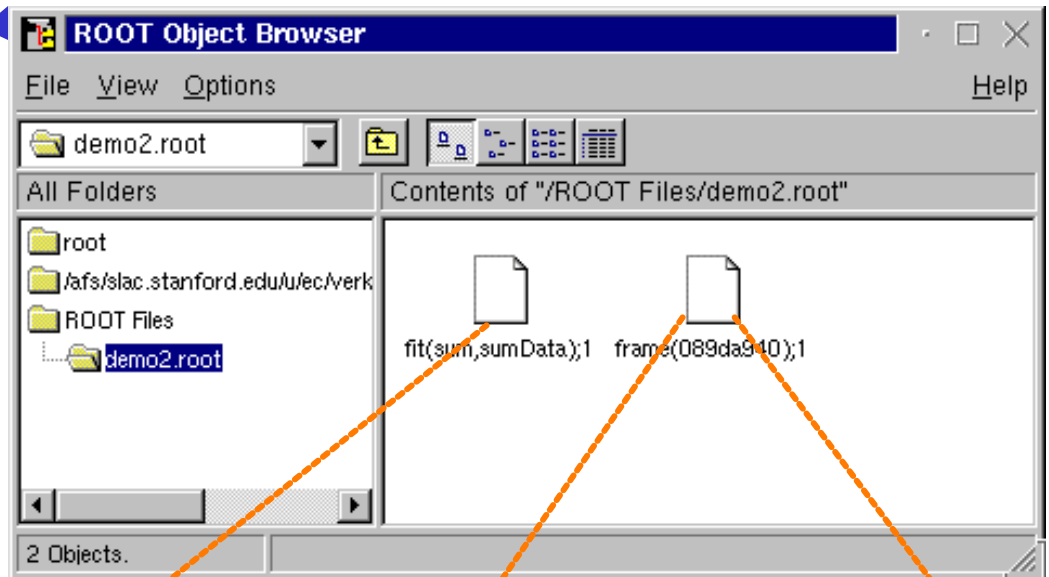 ROOT Object Browser
File View Options Help
demo2.root
All Folders
Contents of "/ROOT Files/demo2.root"
root
/afs/slac.stanford.edu/u/ec/verk
ROOT Files
demo2.root
fit(sum,sumData);1
frame(089da940);1
2 Objects.